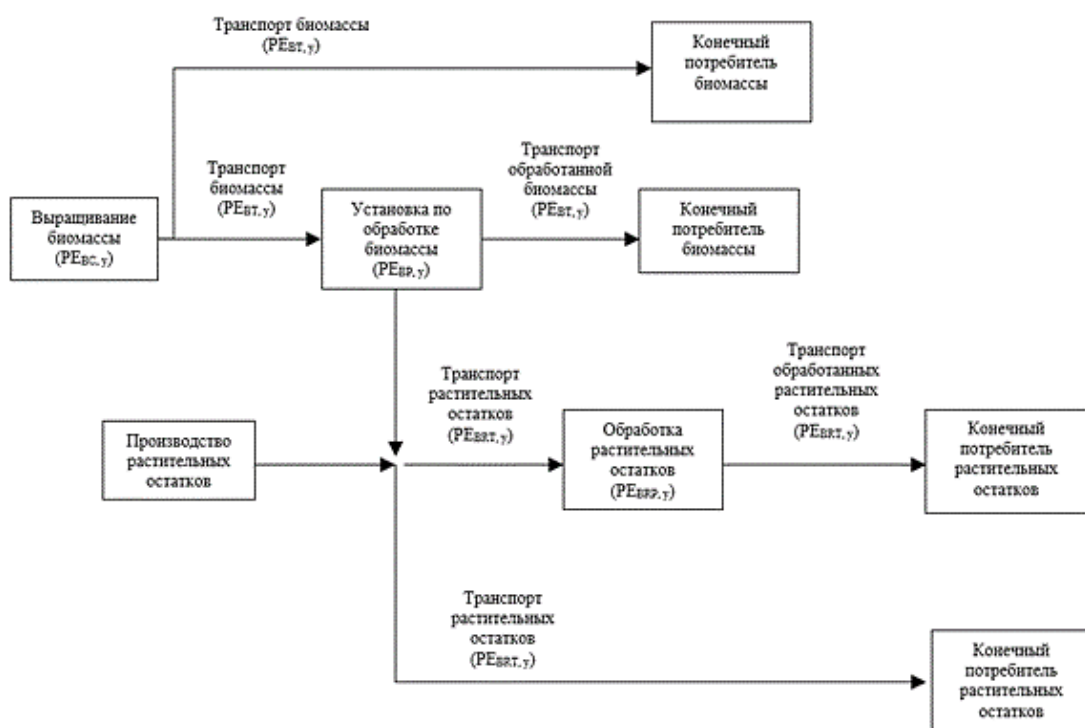 Транспорт биомассы
(PEBT, y)
Конечный
потребитель
биомассы
Транспорт
биомассы
(PEBT, y)
Транспорт
обработанной
биомассы
(PEBT, y)
Выращивание
биомассы
(PEBC, y)
Установка по
обработке
биомассы
(PEBP, y)
Конечный
потребитель
биомассы
Транспорт
растительных
остатков
(PEBRT, y)
Транспорт
обработанных
растительных
остатков
(PEBRT, y)
Производство
растительных
остатков
Обработка
растительных
остатков
(PEBRP, y)
Конечный
потребитель
растительных
остатков
Транспорт
растительных
остатков
(PEBRT, y)
Конечный
потребитель
растительных
остатков